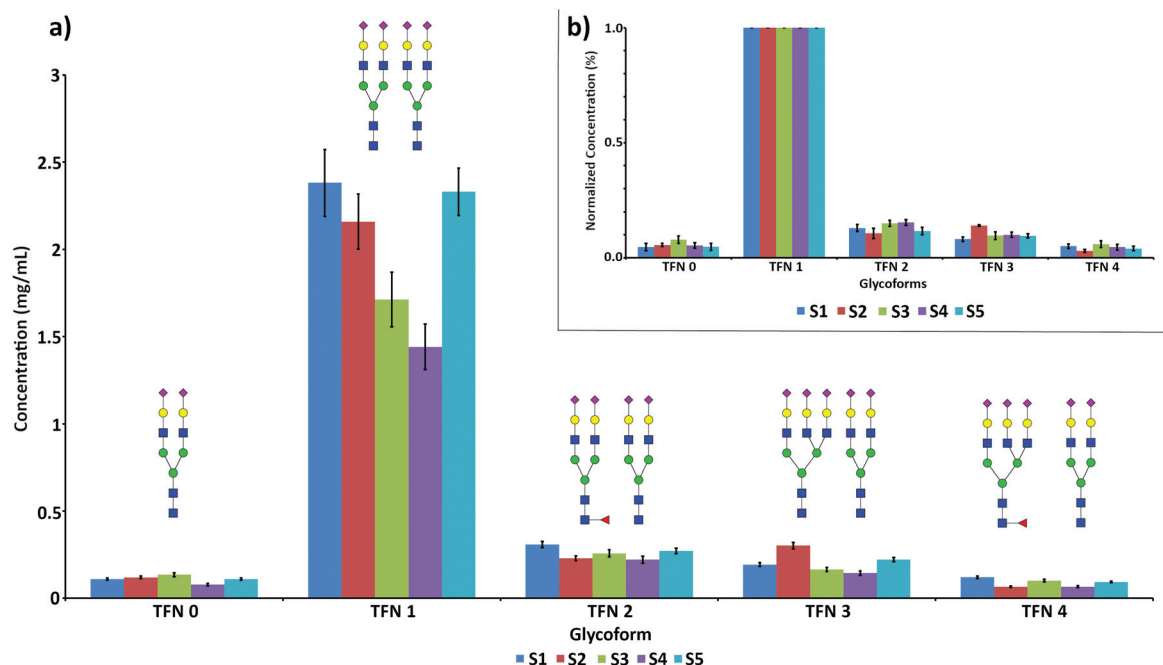 a)
Concentration (mg/mL)
3
2.5
2
1.5
1
0.5
0
TFN 0 TFN 1 TFN 2 TFN 3 TFN 4
Glycoform
S1 S2 S3 S4 S5
b)
Normalized Concentration (%)
1.0
0.5
0.0
TFN 0 TFN 1 TFN 2 TFN 3 TFN 4
Glycoforms
S1 S2 S3 S4 S5